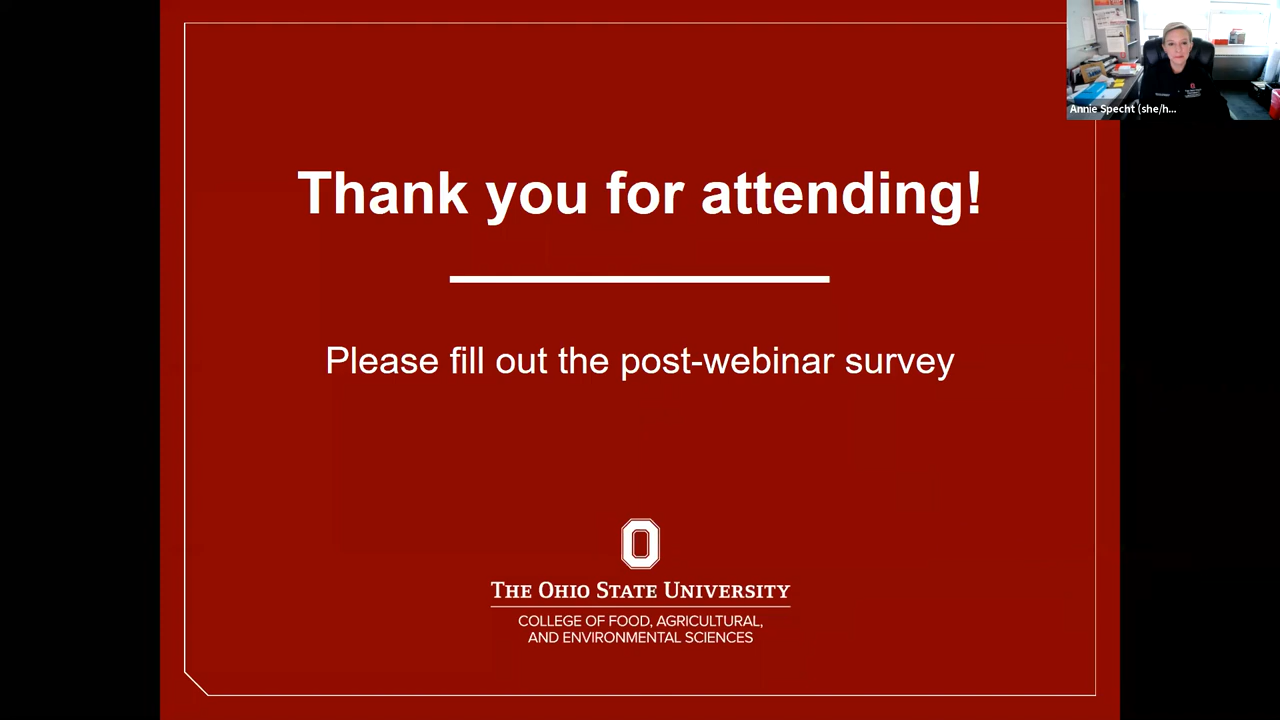 Annie Specht (she/h...
Thank you for attending!
Please fill out the post-webinar survey
THE OHIO STATE UNIVERSITY
COLLEGE OF FOOD, AGRICULTURAL,
AND ENVIRONMENTAL SCIENCES